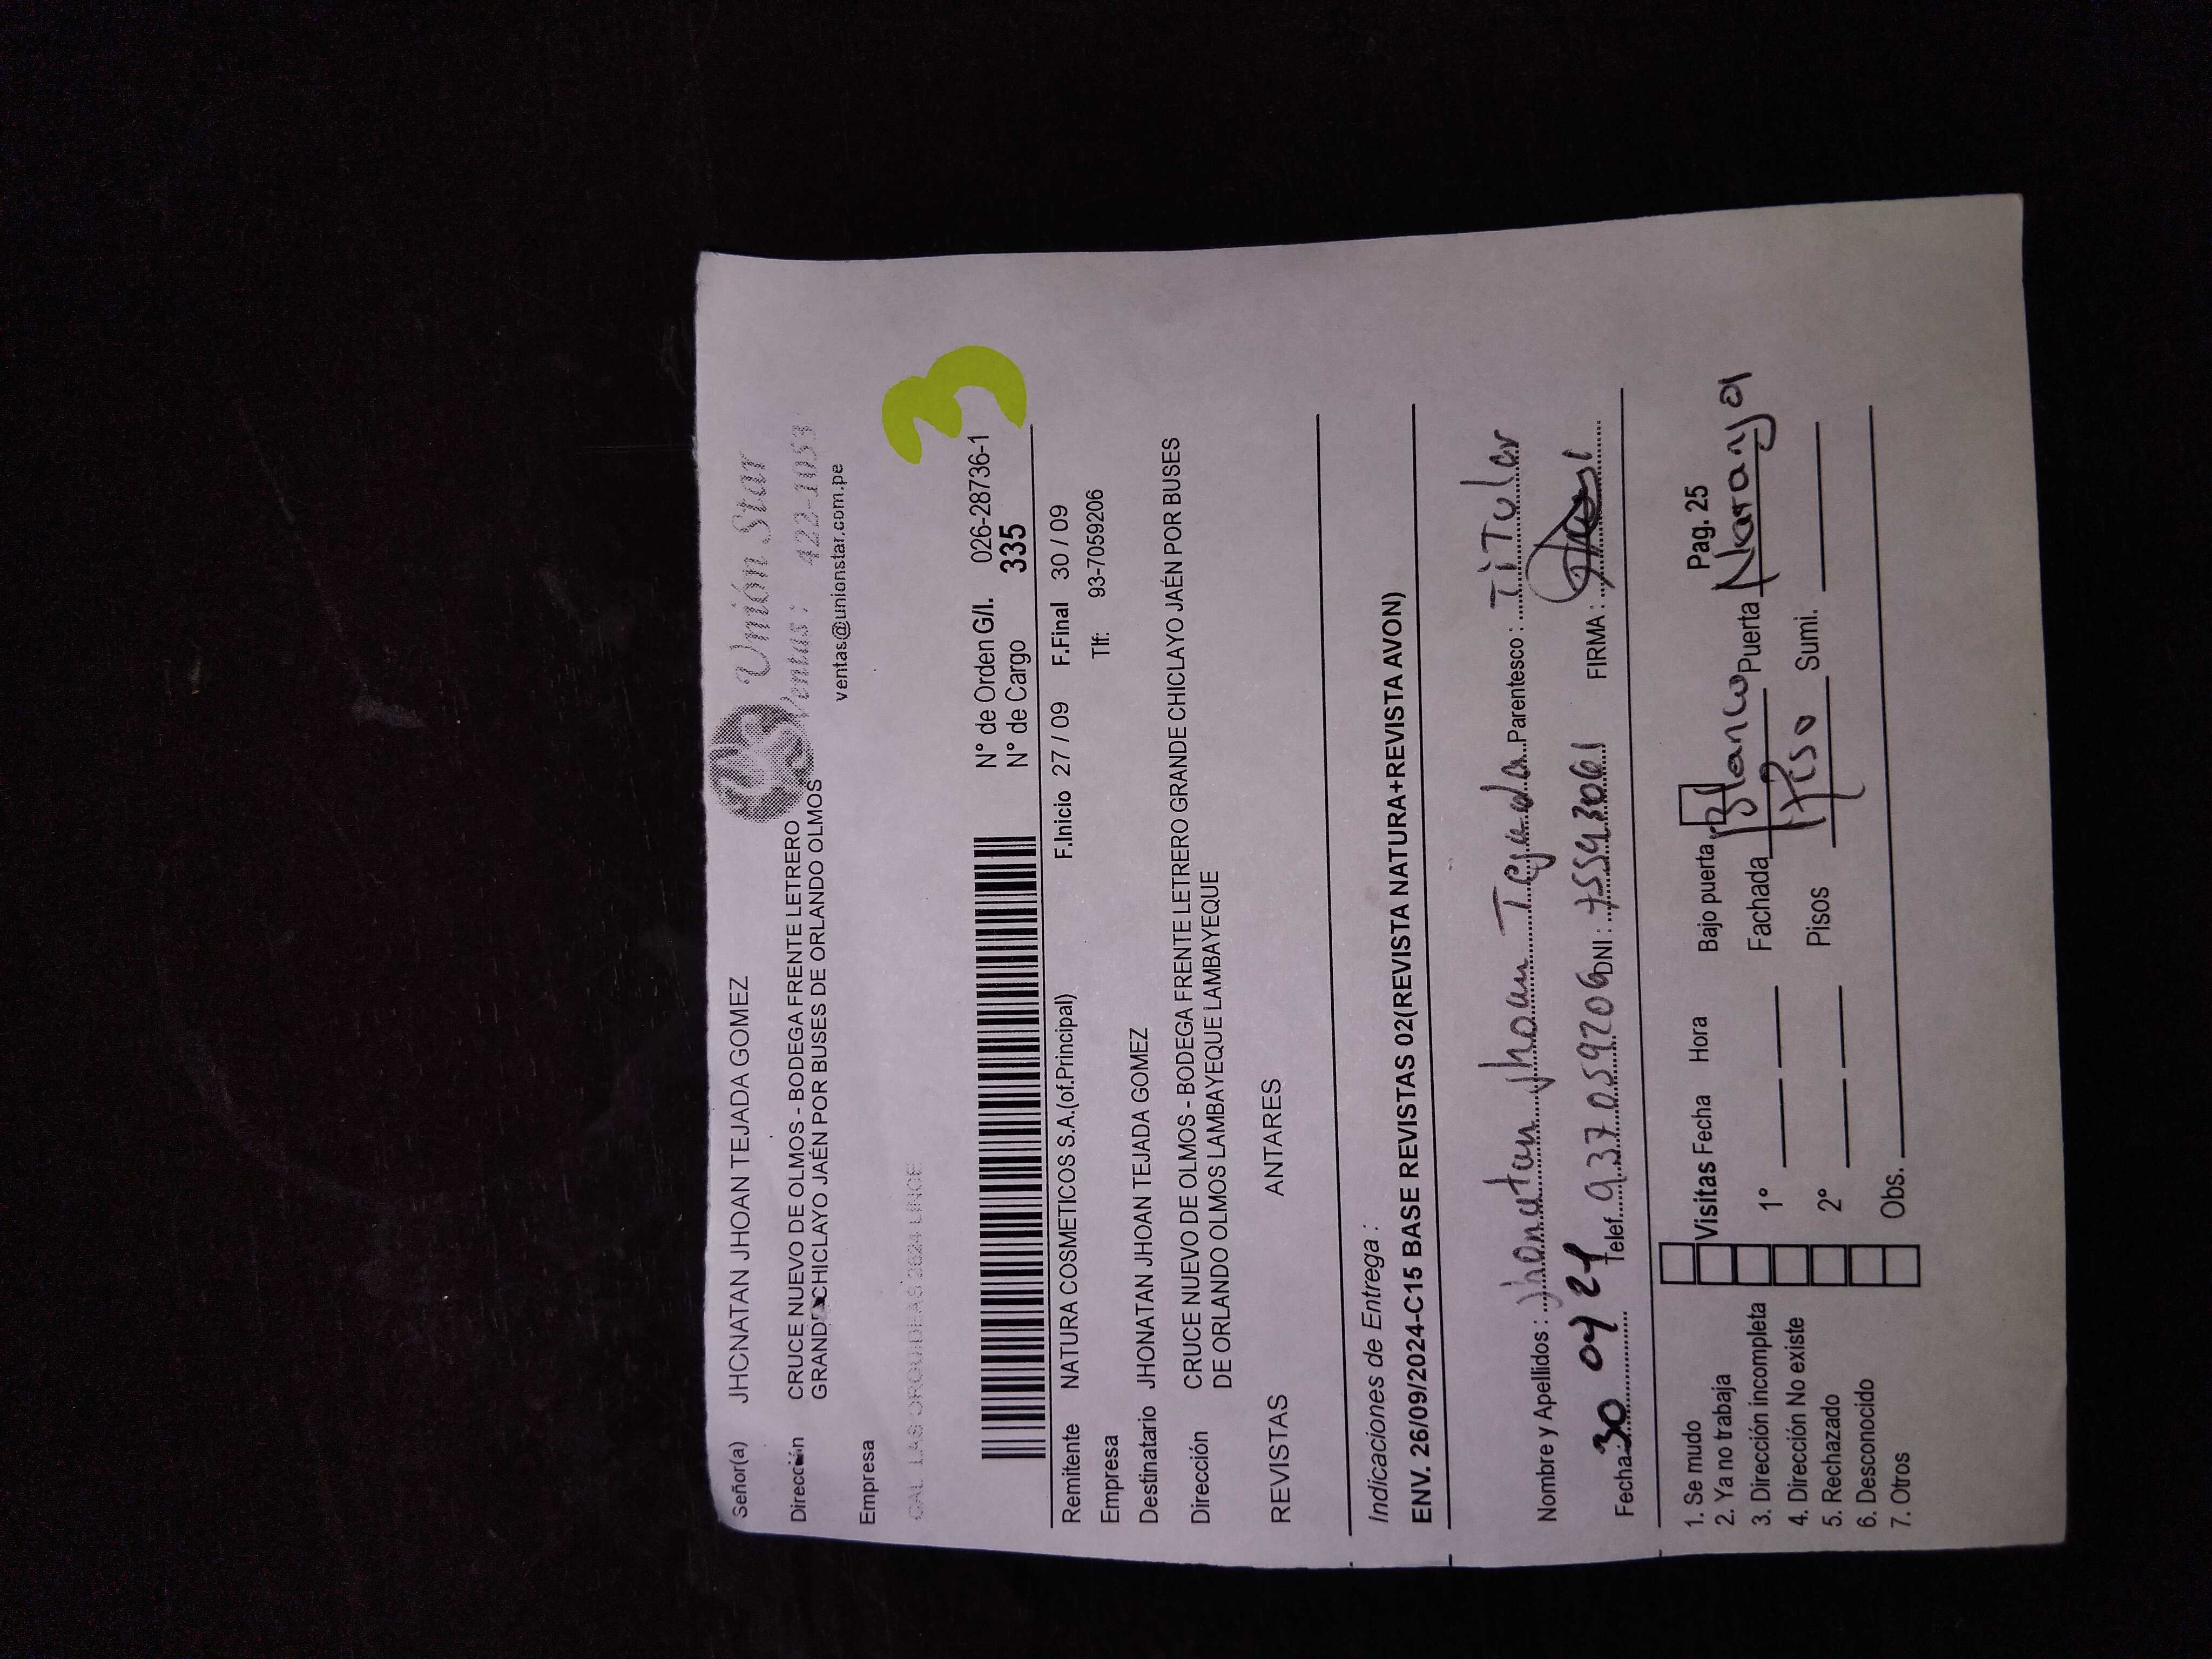 Señor(a) JHONATAN JHOAN TEJADA GOMEZ
Unión Star
Dirección CRUCE NUEVO DE OLMOS - BODEGA FRENTE LETRERO
GRANDE CHICLAYO JAÉN POR BUSES DE ORLANDO OLMOS
Ventas : 422-1053
ventas@unionstar.com.pe
Empresa
CAL. LAS ORQUIDEAS 2624 LINCE
3
N° de Orden G/l. 026-28736-1
N° de Cargo 335
Remitente NATURA COSMETICOS S.A.(of.Principal) F.Inicio 27 / 09 F.Final 30 / 09
Empresa Tlf: 93-7059206
Destinatario JHONATAN JHOAN TEJADA GOMEZ
Dirección CRUCE NUEVO DE OLMOS - BODEGA FRENTE LETRERO GRANDE CHICLAYO JAÉN POR BUSES
DE ORLANDO OLMOS LAMBAYEQUE LAMBAYEQUE
REVISTAS ANTARES
Indicaciones de Entrega :
ENV. 26/09/2024-C15 BASE REVISTAS 02(REVISTA NATURA+REVISTA AVON)
Nombre y Apellidos : Jhonatan Jhoan Tejada Parentesco : TiTular
Fecha: 30 09 24 Telef. 937059206 DNI : 75543061 FIRMA :
1. Se mudo Visitas Fecha Hora Bajo puerta Pag. 25
2. Ya no trabaja
3. Dirección incompleta 1° Fachada Blanco Puerta Naranja
4. Dirección No existe
5. Rechazado 2° Pisos 1 Piso Sumi.
6. Desconocido
7. Otros Obs.